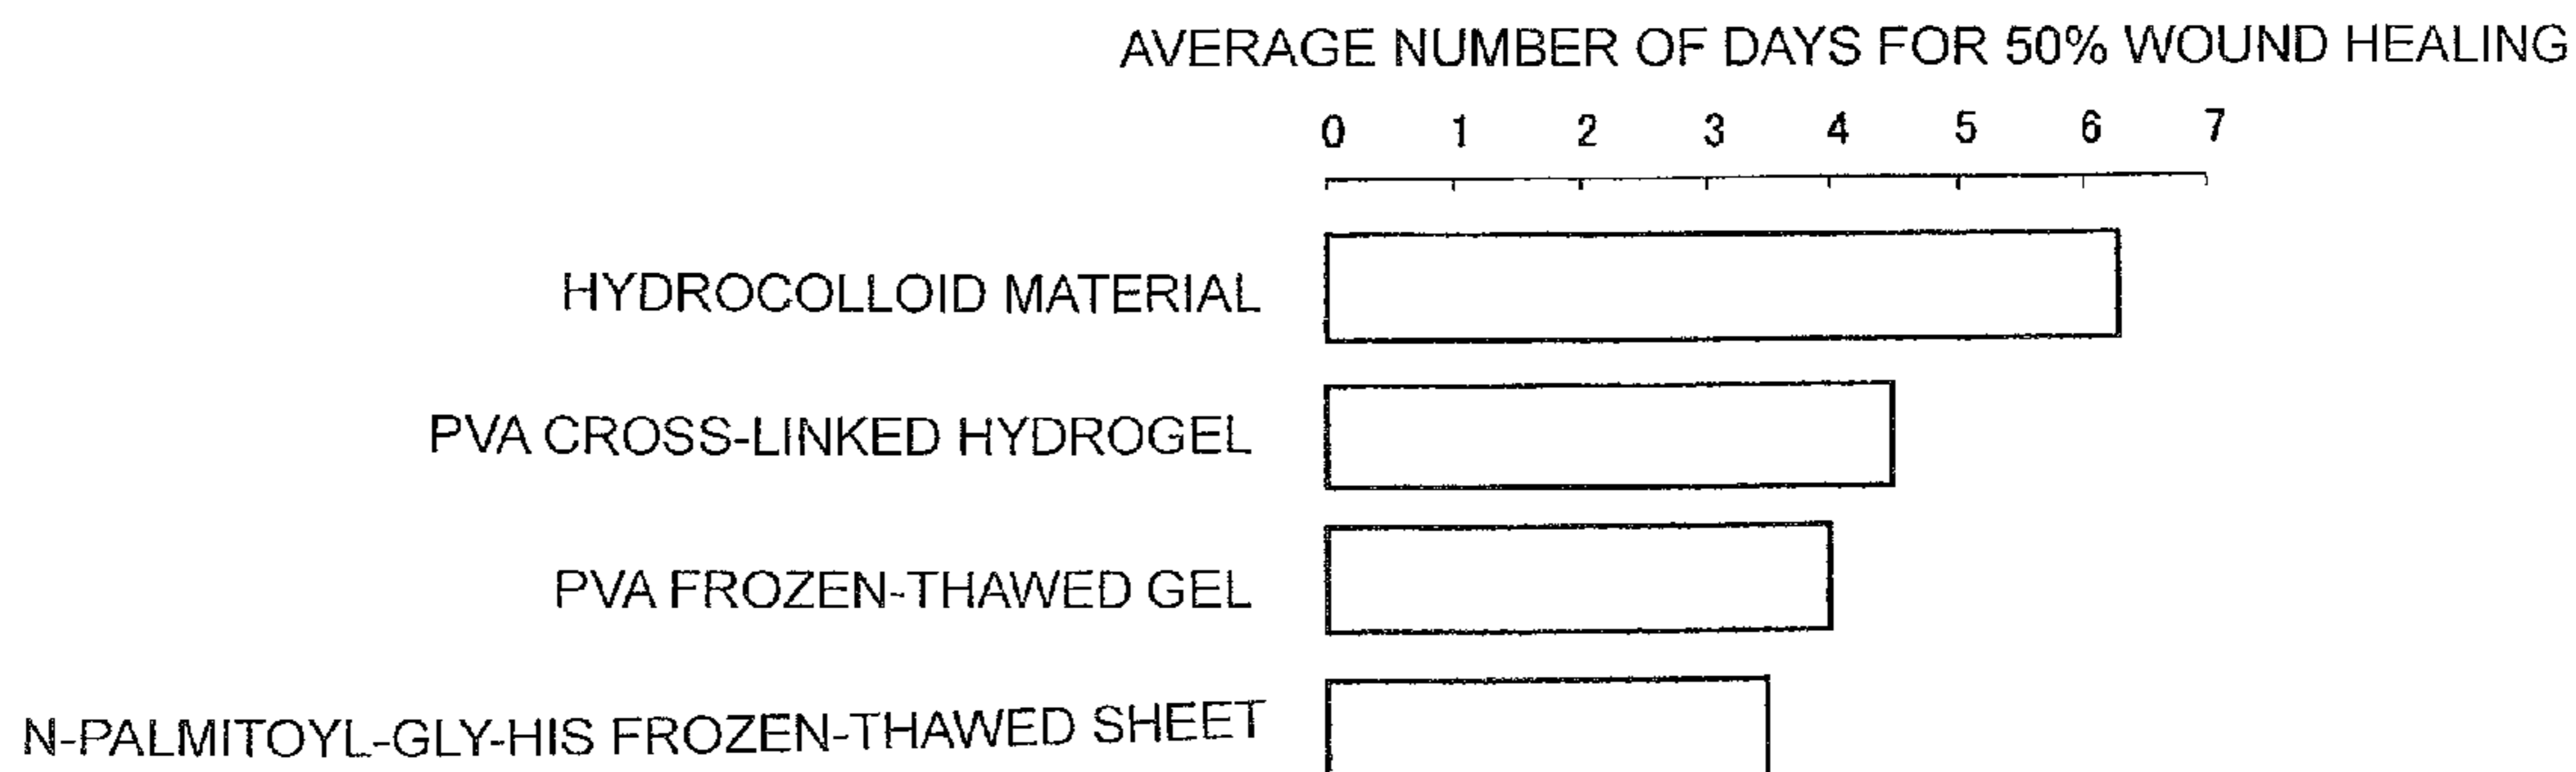 AVERAGE NUMBER OF DAYS FOR 50% WOUND HEALING
0 1 2 3 4 5 6 7
HYDROCOLLOID MATERIAL
PVA CROSS-LINKED HYDROGEL
PVA FROZEN-THAWED GEL
N-PALMITOYL-GLY-HIS FROZEN-THAWED SHEET